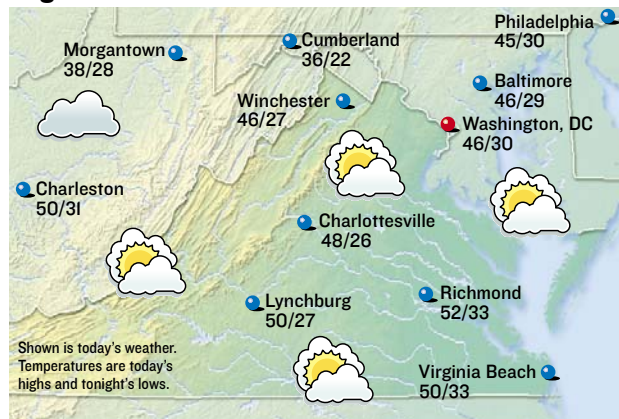 Philadelphia
45/30
Morgantown
38/28
Cumberland
36/22
Baltimore
46/29
Winchester
46/27
Washington, DC
46/30
Charleston
50/31
Charlottesville
48/26
Lynchburg
50/27
Richmond
52/33
Shown is today's weather.
Temperatures are today's
highs and tonight's lows.
Virginia Beach
50/33